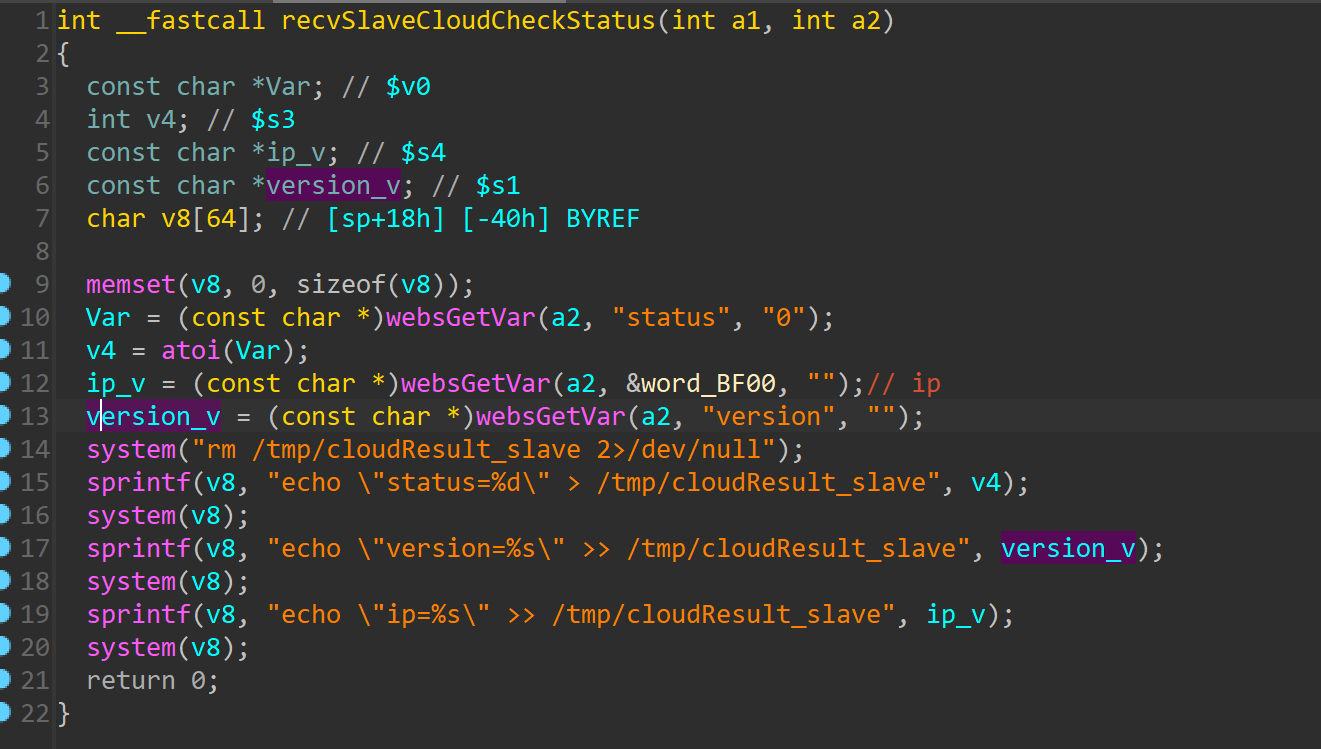 1 int __fastcall recvSlaveCloudCheckStatus(int a1, int a2)
2 {
3 const char *Var; // $v0
4 int v4; // $s3
5 const char *ip_v; // $s4
6 const char *version_v; // $s1
7 char v8[64]; // [sp+18h] [-40h] BYREF
8
9 memset(v8, 0, sizeof(v8));
10 Var = (const char *)websGetVar(a2, "status", "0");
11 v4 = atoi(Var);
12 ip_v = (const char *)websGetVar(a2, &word_BF00, "");// ip
13 version_v = (const char *)websGetVar(a2, "version", "");
14 system("rm /tmp/cloudResult_slave 2>/dev/null");
15 sprintf(v8, "echo \"status=%d\" > /tmp/cloudResult_slave", v4);
16 system(v8);
17 sprintf(v8, "echo \"version=%s\" >> /tmp/cloudResult_slave", version_v);
18 system(v8);
19 sprintf(v8, "echo \"ip=%s\" >> /tmp/cloudResult_slave", ip_v);
20 system(v8);
21 return 0;
22 }